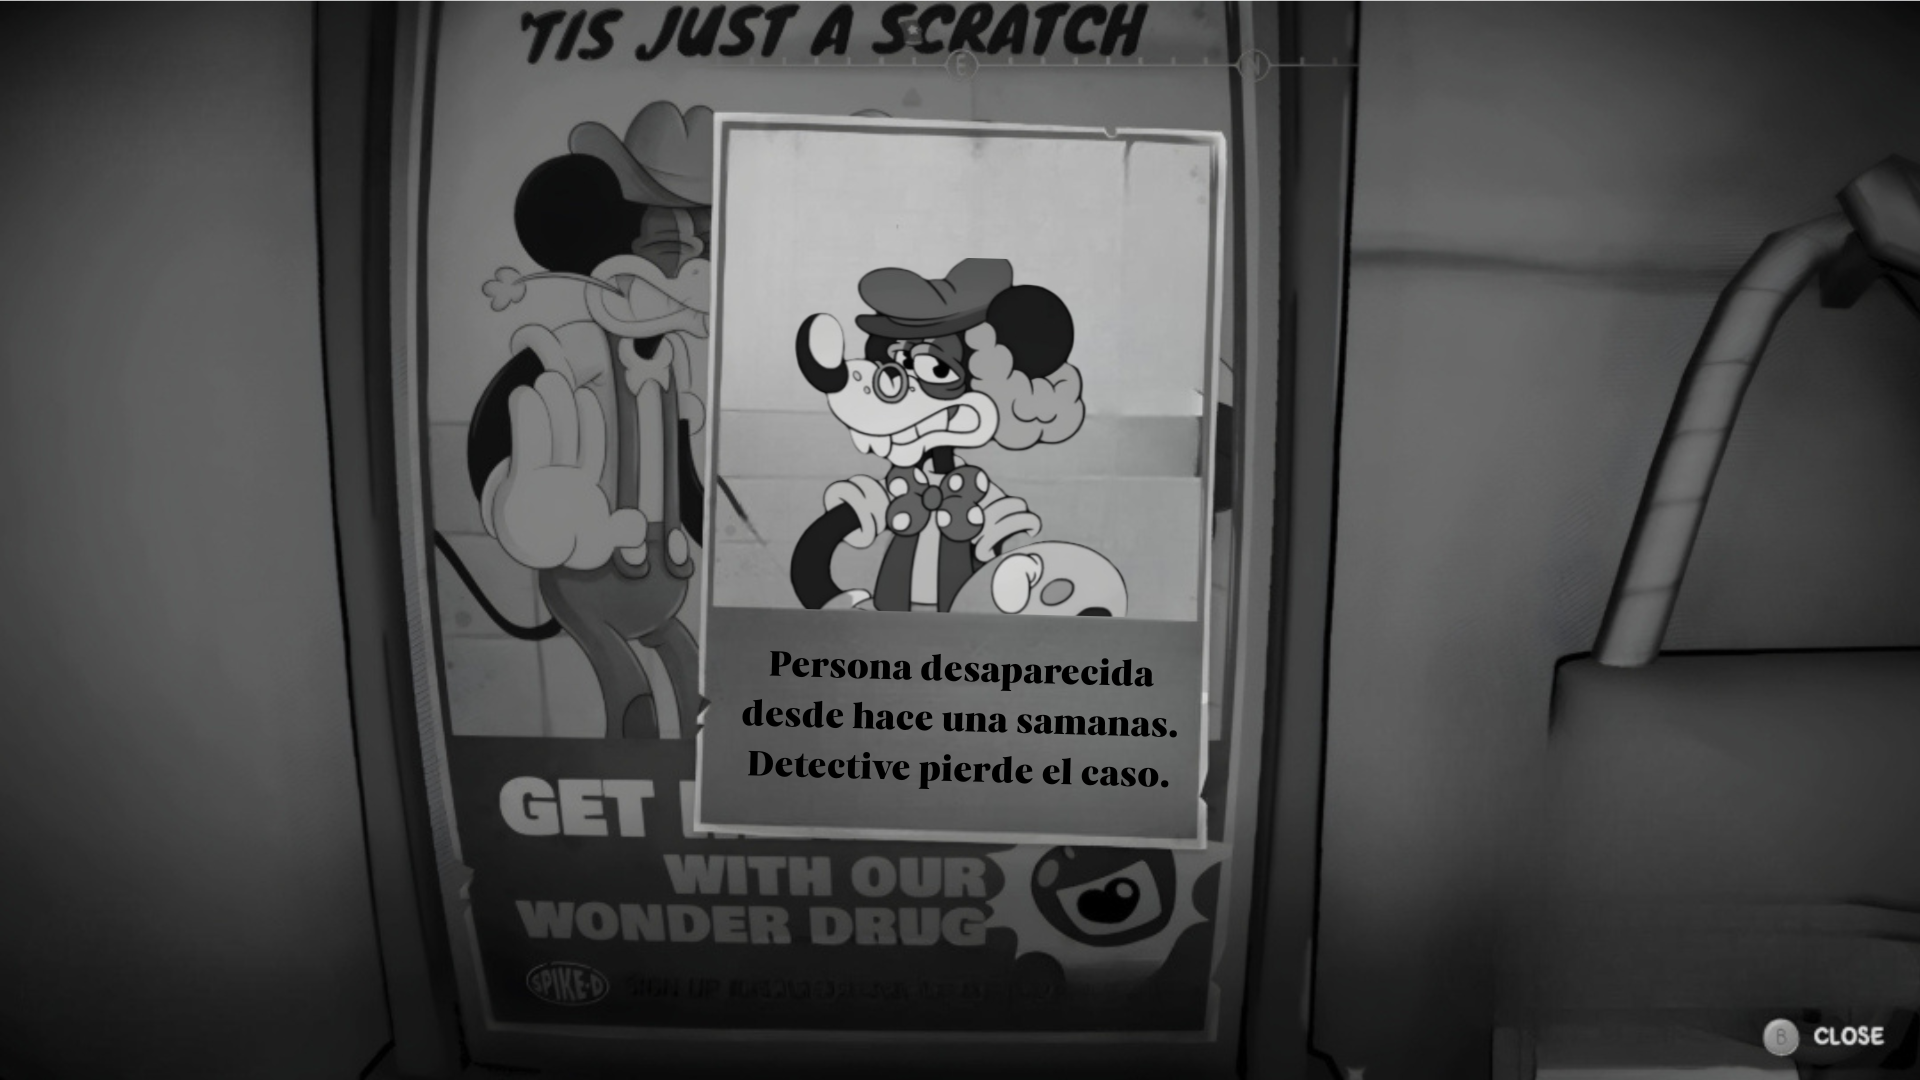 'TIS JUST A SCRATCH
E
N
Persona desaparecida
desde hace una samanas.
Detective pierde el caso.
GET
WITH OUR
WONDER DRUG
SPIKE-D
B CLOSE